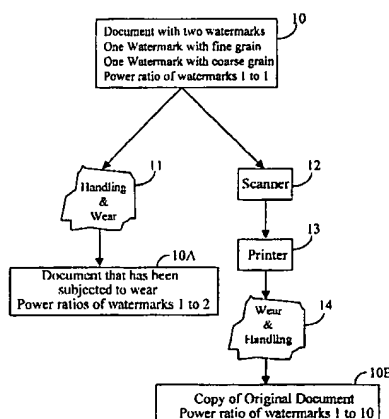 10
Document with two watermarks
One Watermark with fine grain
One Watermark with coarse grain
Power ratio of watermarks 1 to 1
11
Handling
&
Wear
12
Scanner
13
Printer
10A
Document that has been
subjected to wear
Power ratios of watermarks 1 to 2
14
Wear
&
Handling
10B
Copy of Original Document
Power ratio of watermarks 1 to 10